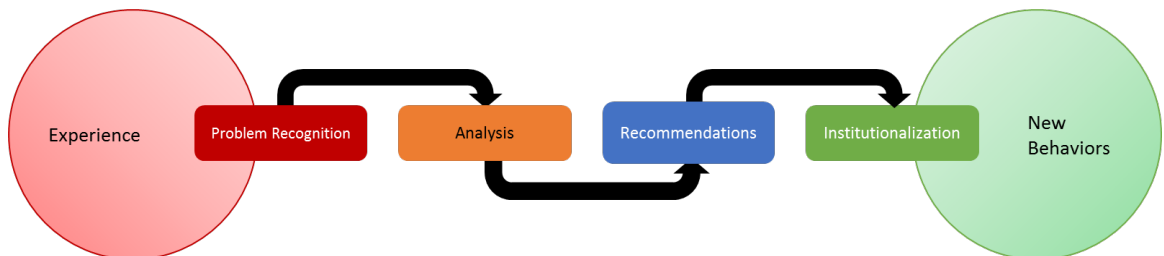 Experience
Problem Recognition
Analysis
Recommendations
Institutionalization
New
Behaviors